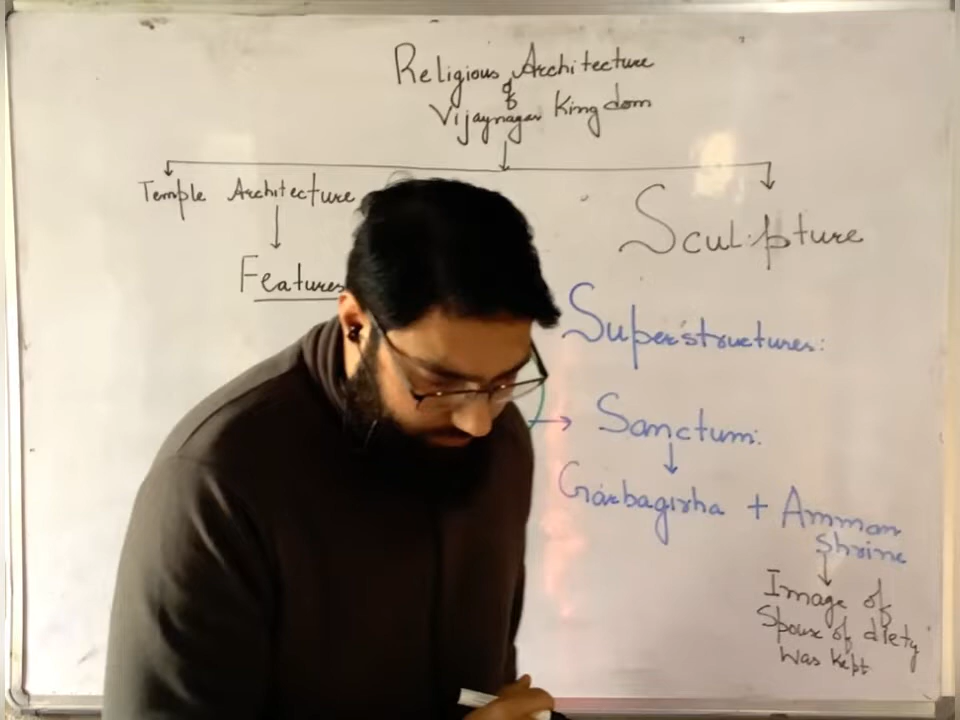 Religious Architecture
of
Vijaynagar Kingdom
Temple Architecture
Features
Sculpture
Superstructures:
Sanctum:
Garbagirha + Amman
Shrine
Image of
Spouse of diety
was kept